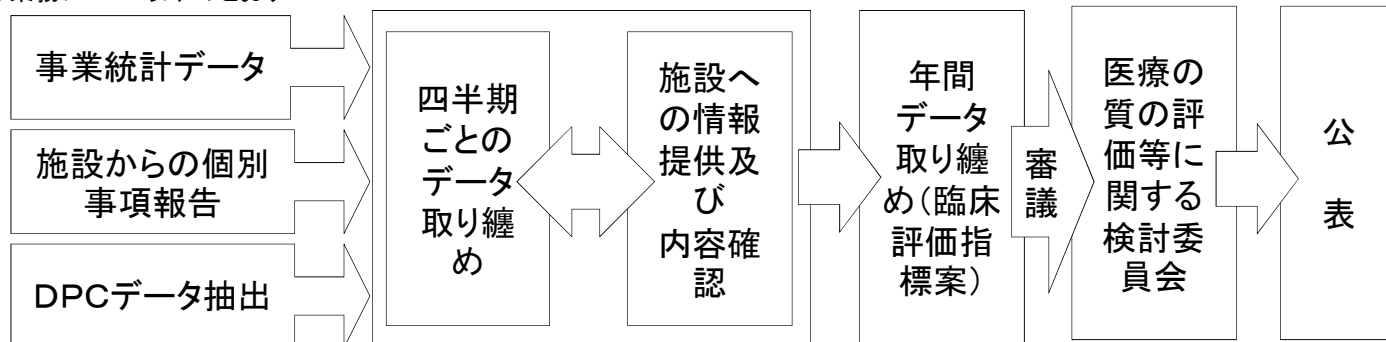 事業統計データ
施設からの個別
事項報告
DPCデータ抽出
四半期
ごとの
データ
取り纏
め
施設へ
の情報
提供及
び
内容確
認
年間
データ
取り纏
め(臨床
評価指
標案)
審
議
医療の
質の評
価等に
関する
検討委
員会
公
表